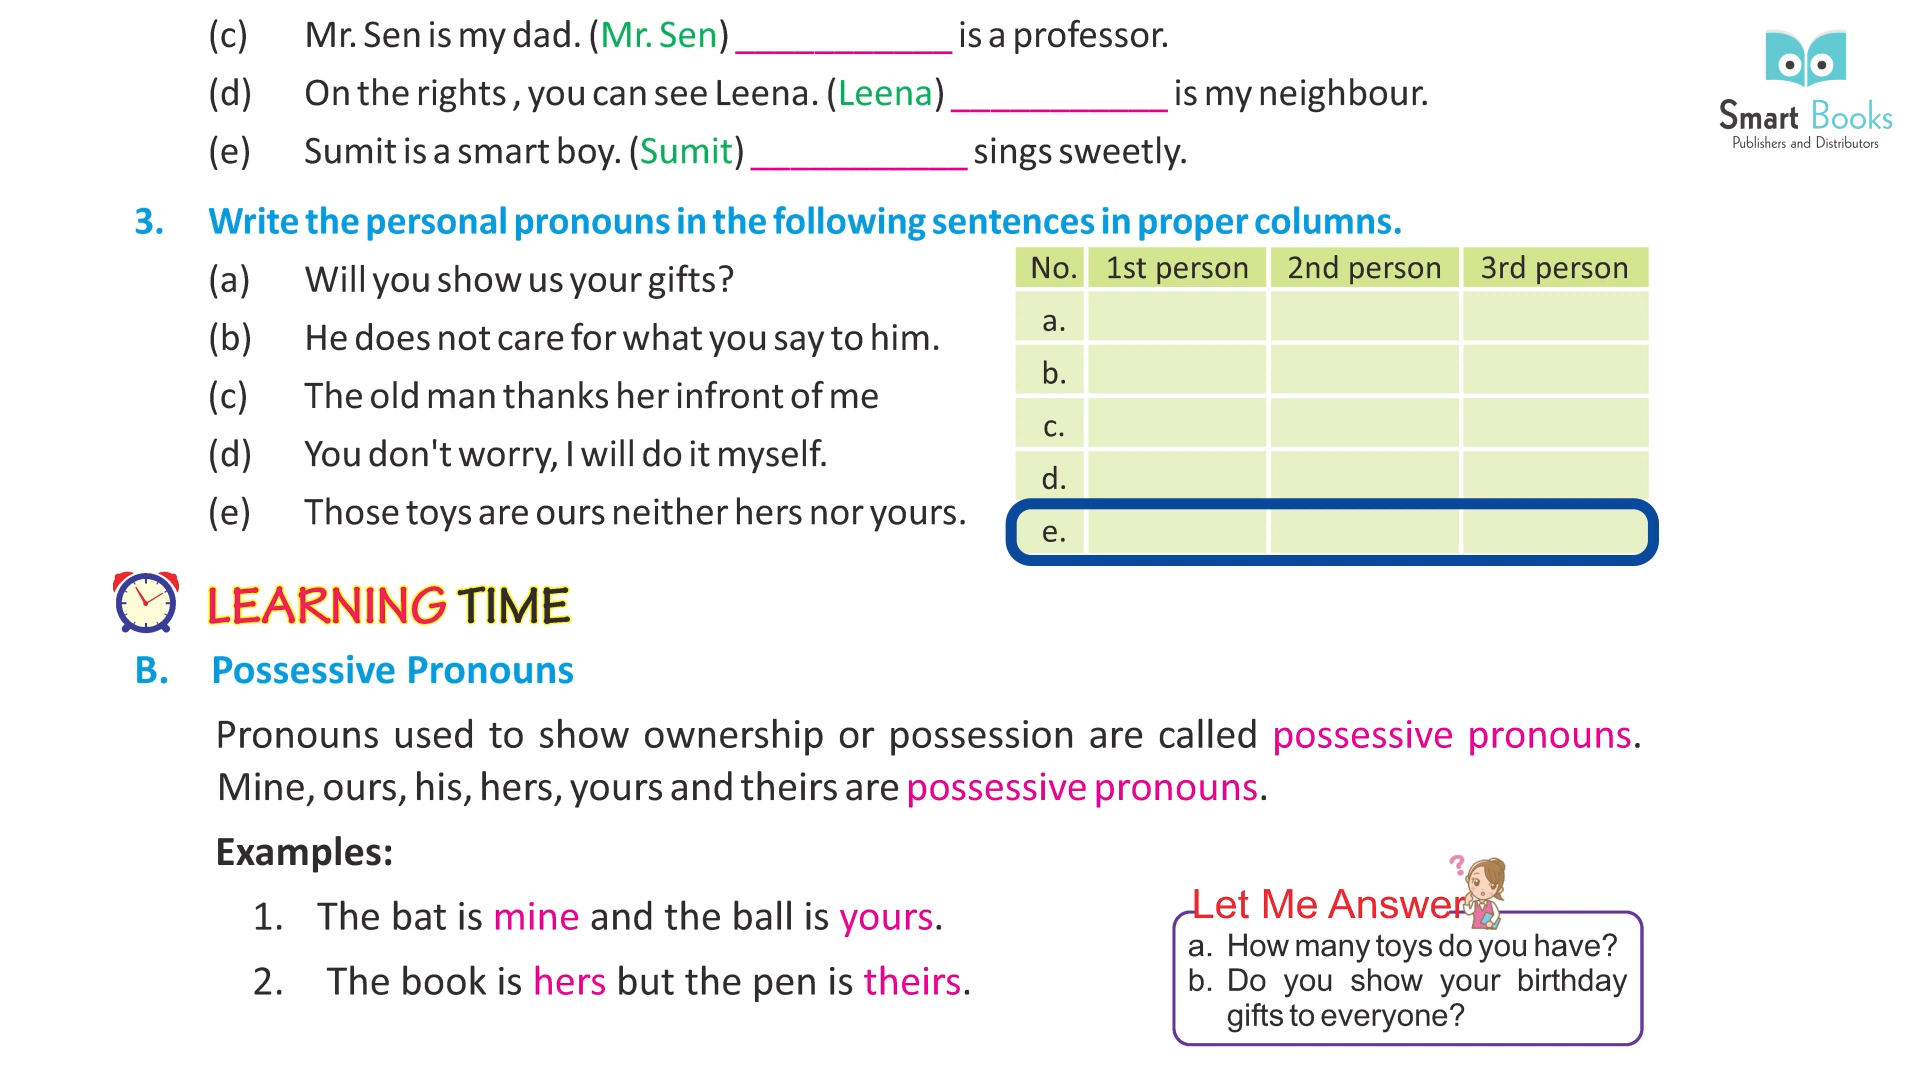 (c) Mr. Sen is my dad. (Mr. Sen) ___________ is a professor.
(d) On the rights , you can see Leena. (Leena) ___________ is my neighbour.
(e) Sumit is a smart boy. (Sumit) ___________ sings sweetly.
Smart Books
Publishers and Distributors
3. Write the personal pronouns in the following sentences in proper columns.
(a) Will you show us your gifts?
(b) He does not care for what you say to him.
(c) The old man thanks her infront of me
(d) You don't worry, I will do it myself.
(e) Those toys are ours neither hers nor yours.
No. 1st person 2nd person 3rd person
a.
b.
c.
d.
e.
LEARNING TIME
B. Possessive Pronouns
Pronouns used to show ownership or possession are called possessive pronouns.
Mine, ours, his, hers, yours and theirs are possessive pronouns.
Examples:
1. The bat is mine and the ball is yours.
2. The book is hers but the pen is theirs.
?
Let Me Answer
a. How many toys do you have?
b. Do you show your birthday
gifts to everyone?